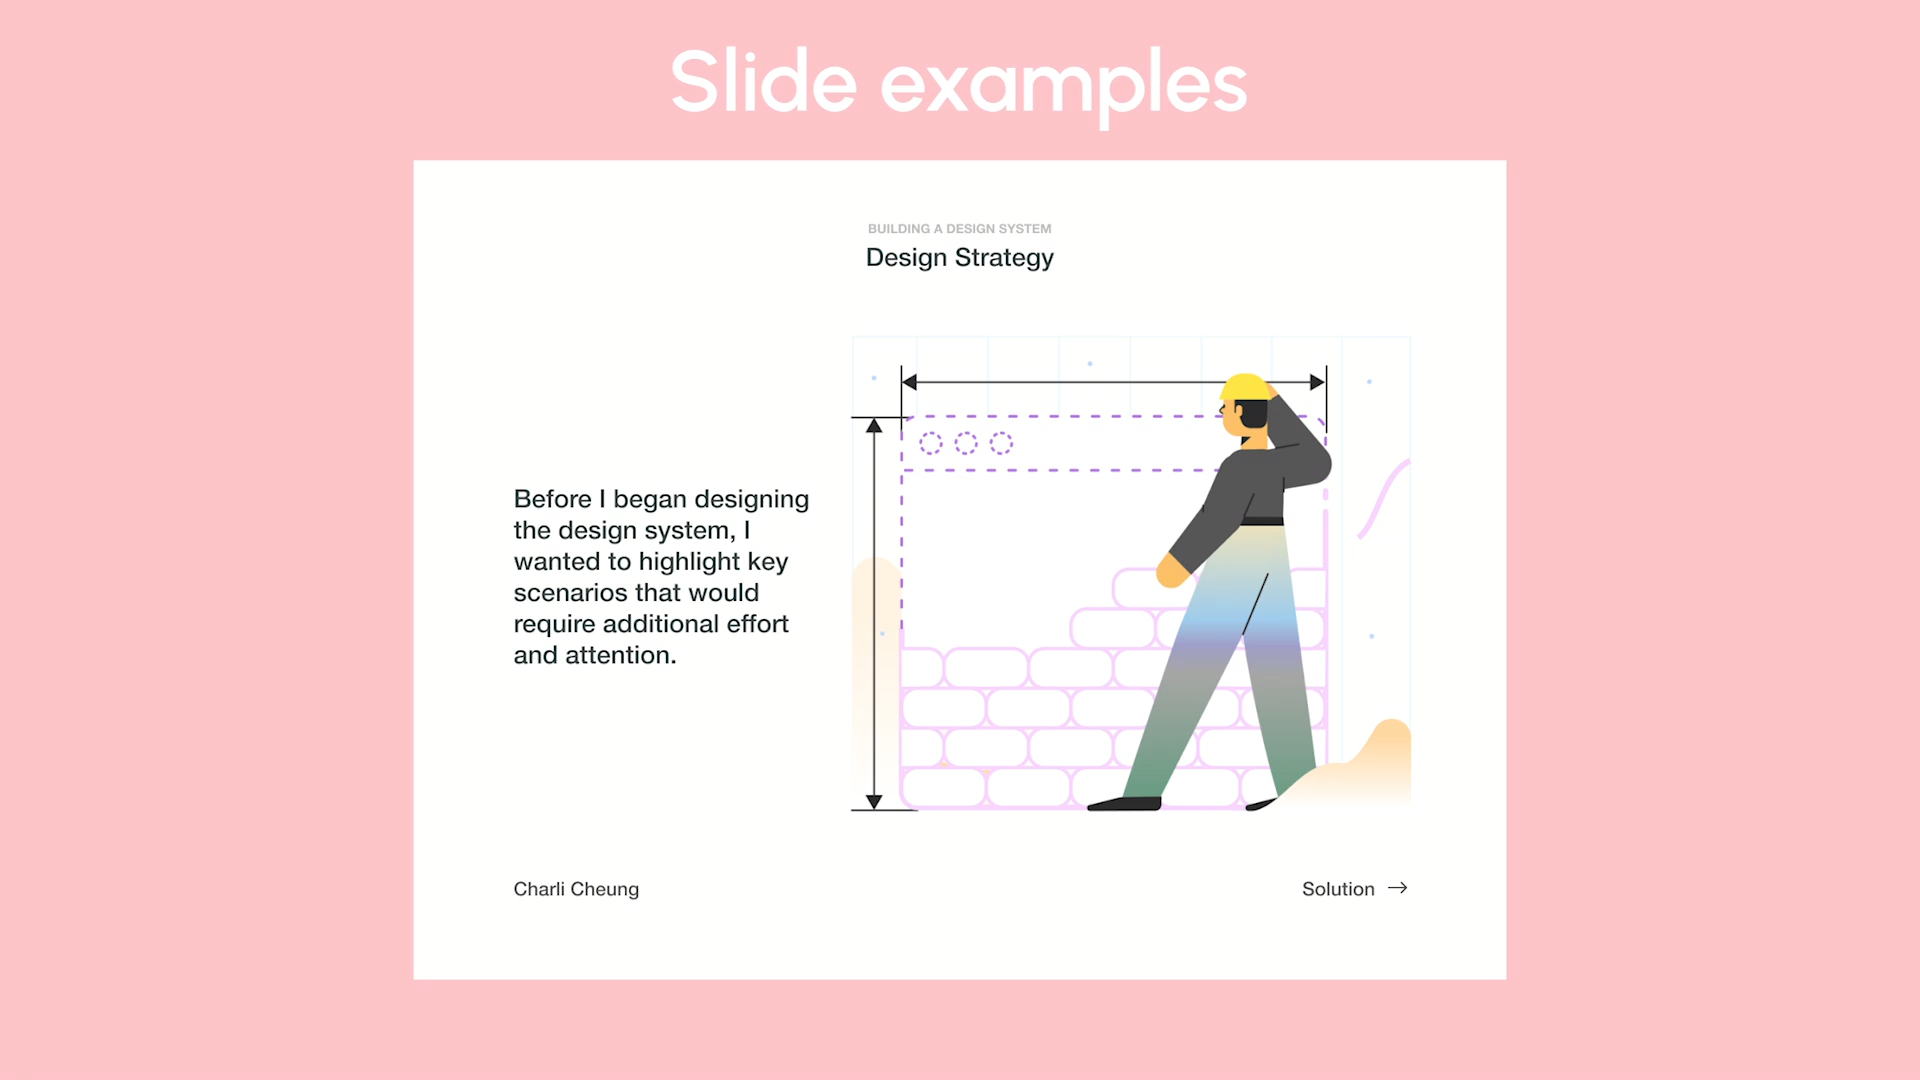 Slide examples
BUILDING A DESIGN SYSTEM
Design Strategy
Before I began designing
the design system, I
wanted to highlight key
scenarios that would
require additional effort
and attention.
Charli Cheung
Solution →